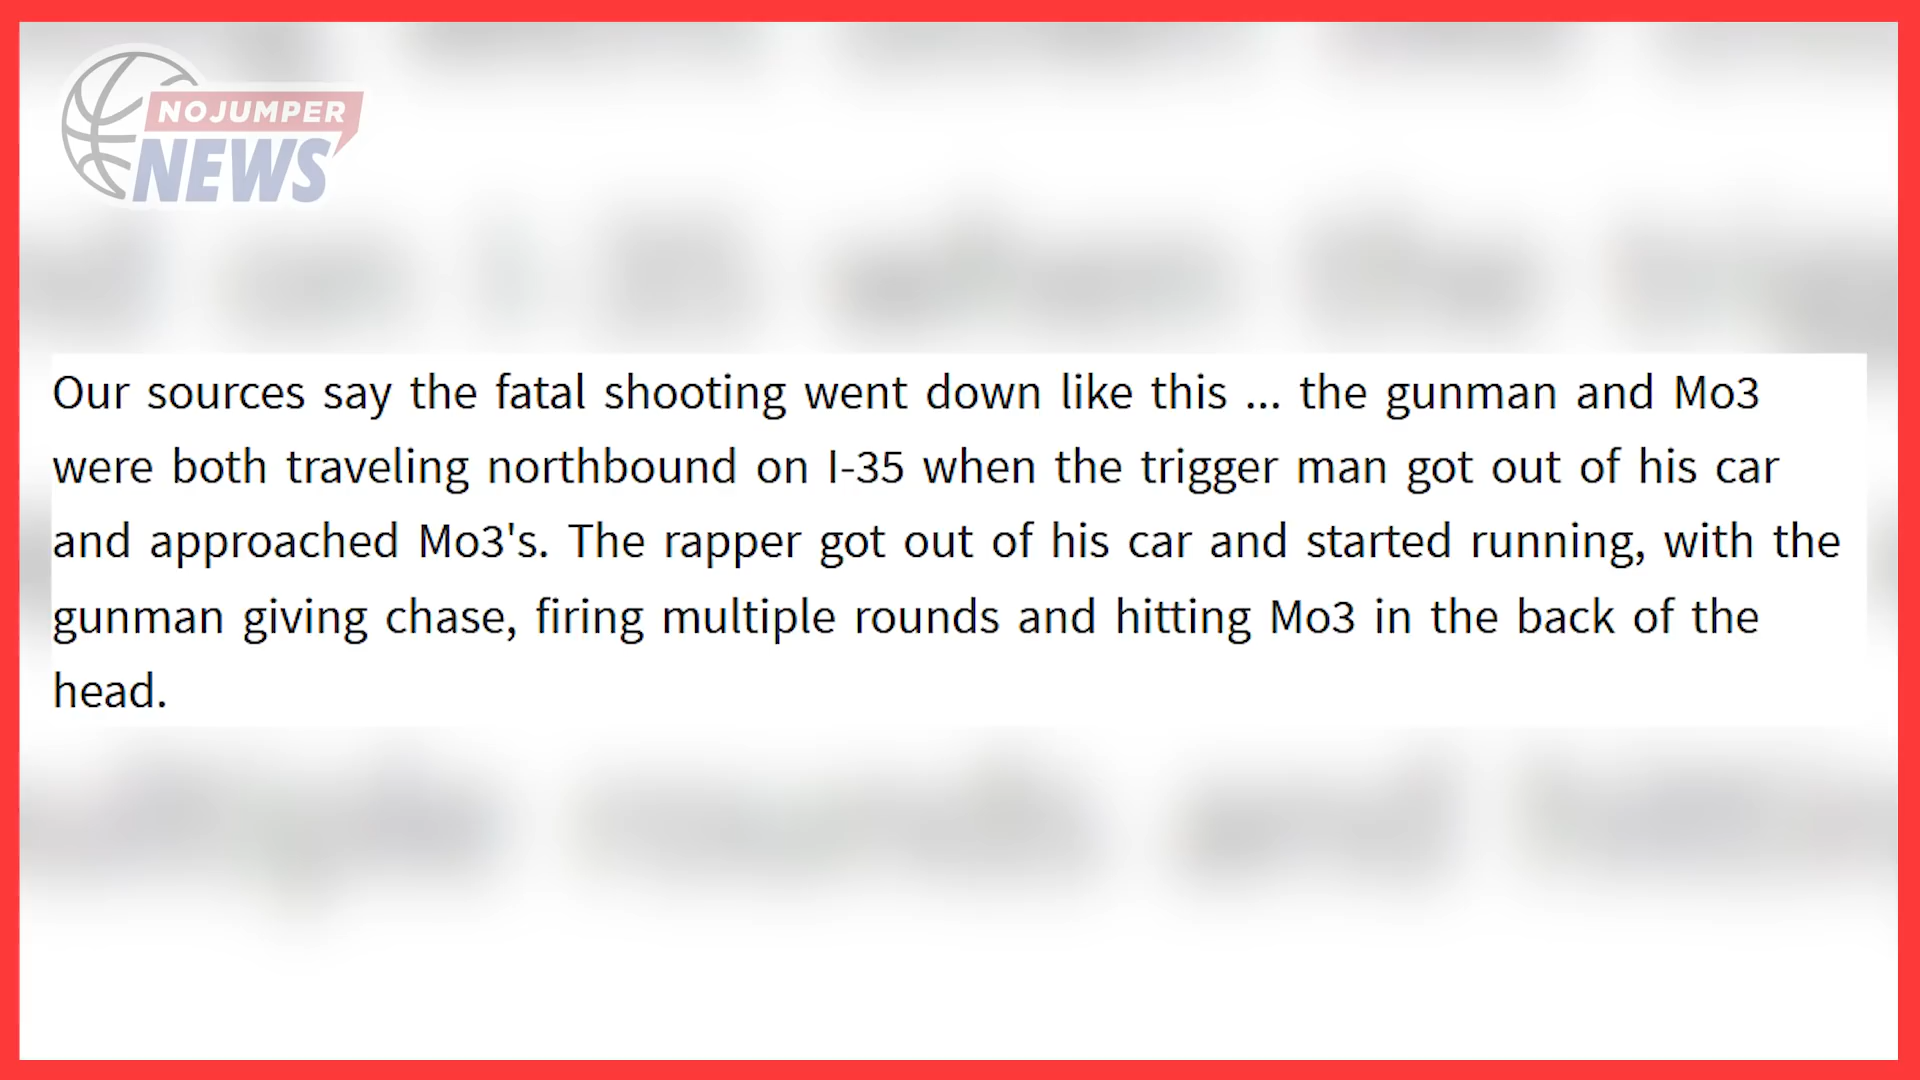 NOJUMPER
NEWS
Our sources say the fatal shooting went down like this ... the gunman and Mo3
were both traveling northbound on I-35 when the trigger man got out of his car
and approached Mo3's. The rapper got out of his car and started running, with the
gunman giving chase, firing multiple rounds and hitting Mo3 in the back of the
head.